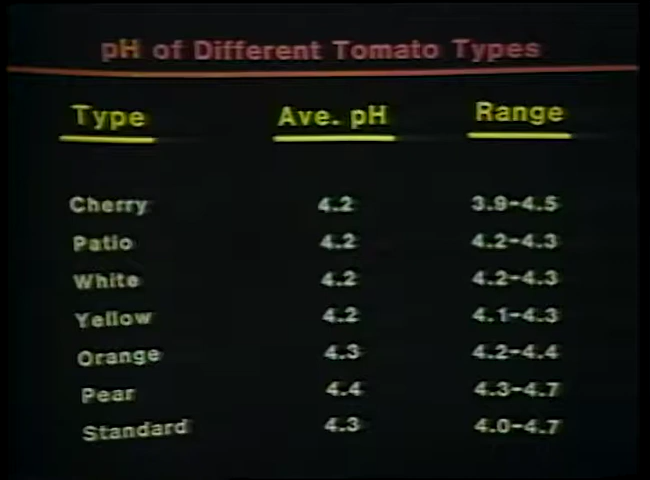 pH of Different Tomato Types
Type Ave. pH Range
Cherry 4.2 3.9-4.5
Patio 4.2 4.2-4.3
White 4.2 4.2-4.3
Yellow 4.2 4.1-4.3
Orange 4.3 4.2-4.4
Pear 4.4 4.3-4.7
Standard 4.3 4.0-4.7